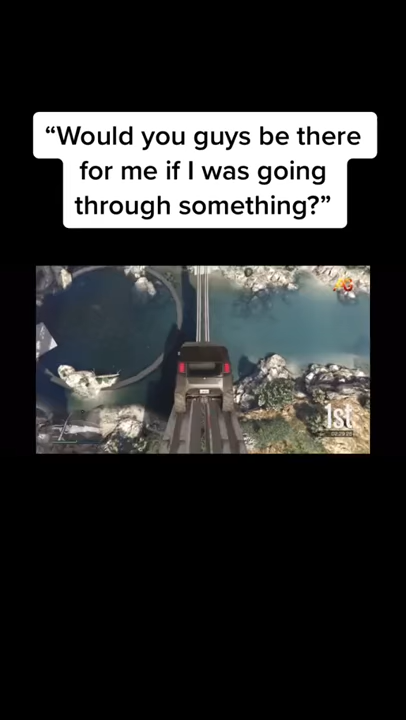 “Would you guys be there
for me if I was going
through something?”
1st